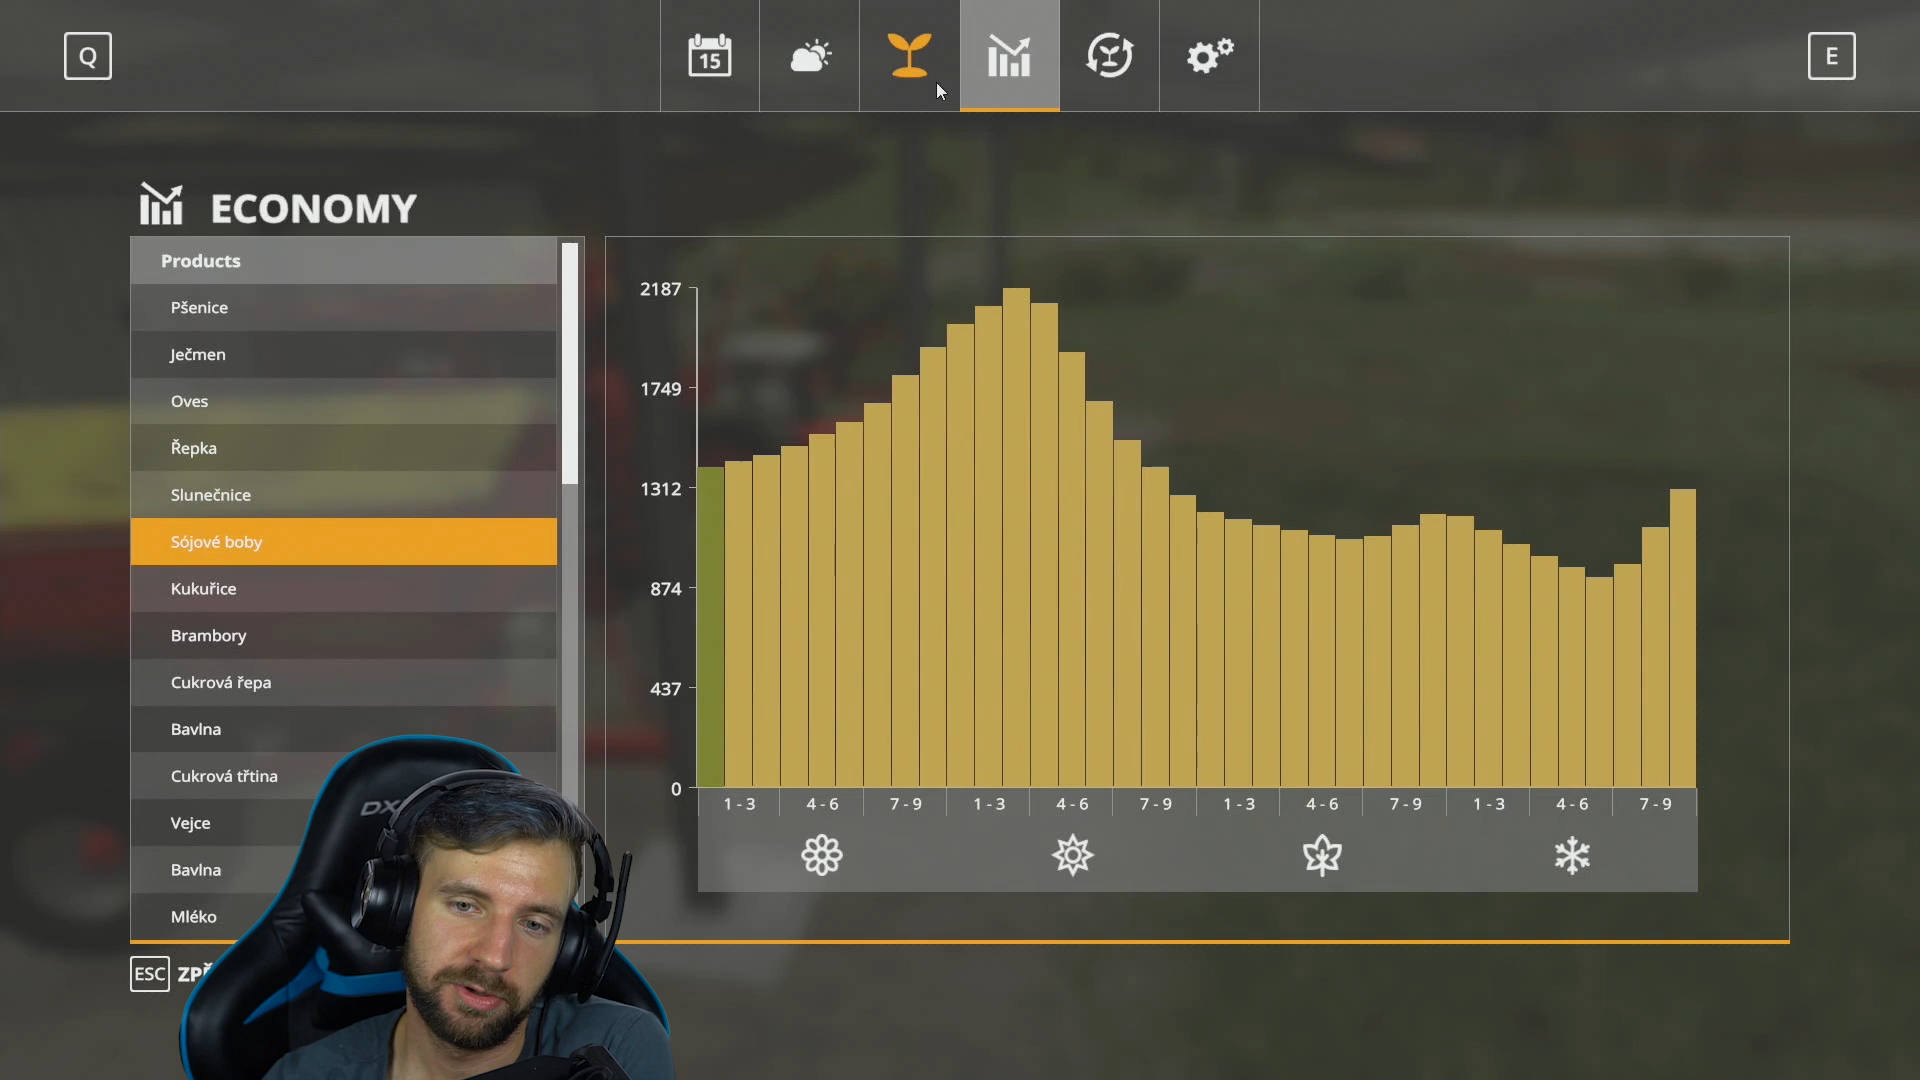 Q
15
E
ECONOMY
Products
Pšenice
Ječmen
Oves
Řepka
Slunečnice
Sójové boby
Kukuřice
Brambory
Cukrová řepa
Bavlna
Cukrová třtina
Vejce
Bavlna
Mléko
2187
1749
1312
874
437
0
1 - 3 4 - 6 7 - 9 1 - 3 4 - 6 7 - 9 1 - 3 4 - 6 7 - 9 1 - 3 4 - 6 7 - 9
ESC
DX